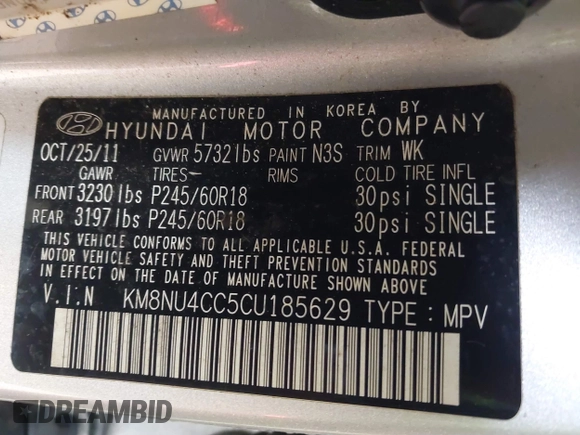 MANUFACTURED IN KOREA BY
HYUNDAI MOTOR COMPANY
OCT/25/11 GVWR 5732lbs PAINT N3S TRIM WK
GAWR TIRES- RIMS COLD TIRE INFL
FRONT 3230lbs P245/60R18 30psi SINGLE
REAR 3197lbs P245/60R18 30psi SINGLE
THIS VEHICLE CONFORMS TO ALL APPLICABLE U.S.A. FEDERAL
MOTOR VEHICLE SAFETY AND THEFT PREVENTION STANDARDS
IN EFFECT ON THE DATE OF MANUFACTURE SHOWN ABOVE
V.I.N KM8NU4CC5CU185629 TYPE : MPV
DREAMBID